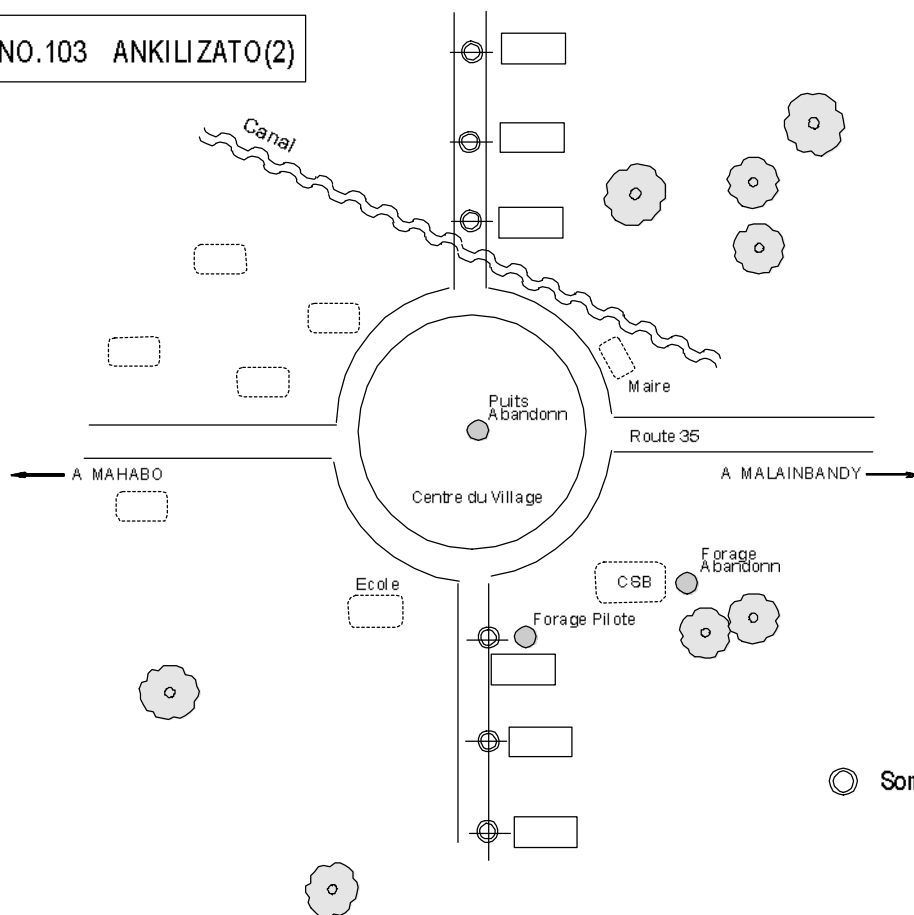 NO.103 ANKILIZATO(2)
Canal
Maire
Puits
Abandonn
Route 35
A MAHABO
A MALAINBANDY
Centre du Village
Forage
Abandonn
CSB
Ecole
Forage Pilote